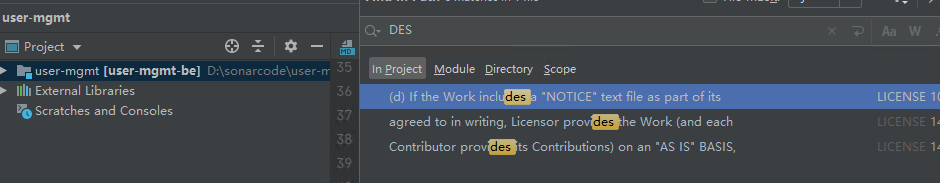 user-mgmt
DES
Aa W
Project
MD
35
36
37
38
39
user-mgmt [user-mgmt-be] D:\sonarcode\user-m
External Libraries
Scratches and Consoles
In Project Module Directory Scope
(d) If the Work includes a "NOTICE" text file as part of its LICENSE 10
agreed to in writing, Licensor provides the Work (and each LICENSE 14
Contributor provides its Contributions) on an "AS IS" BASIS, LICENSE 14